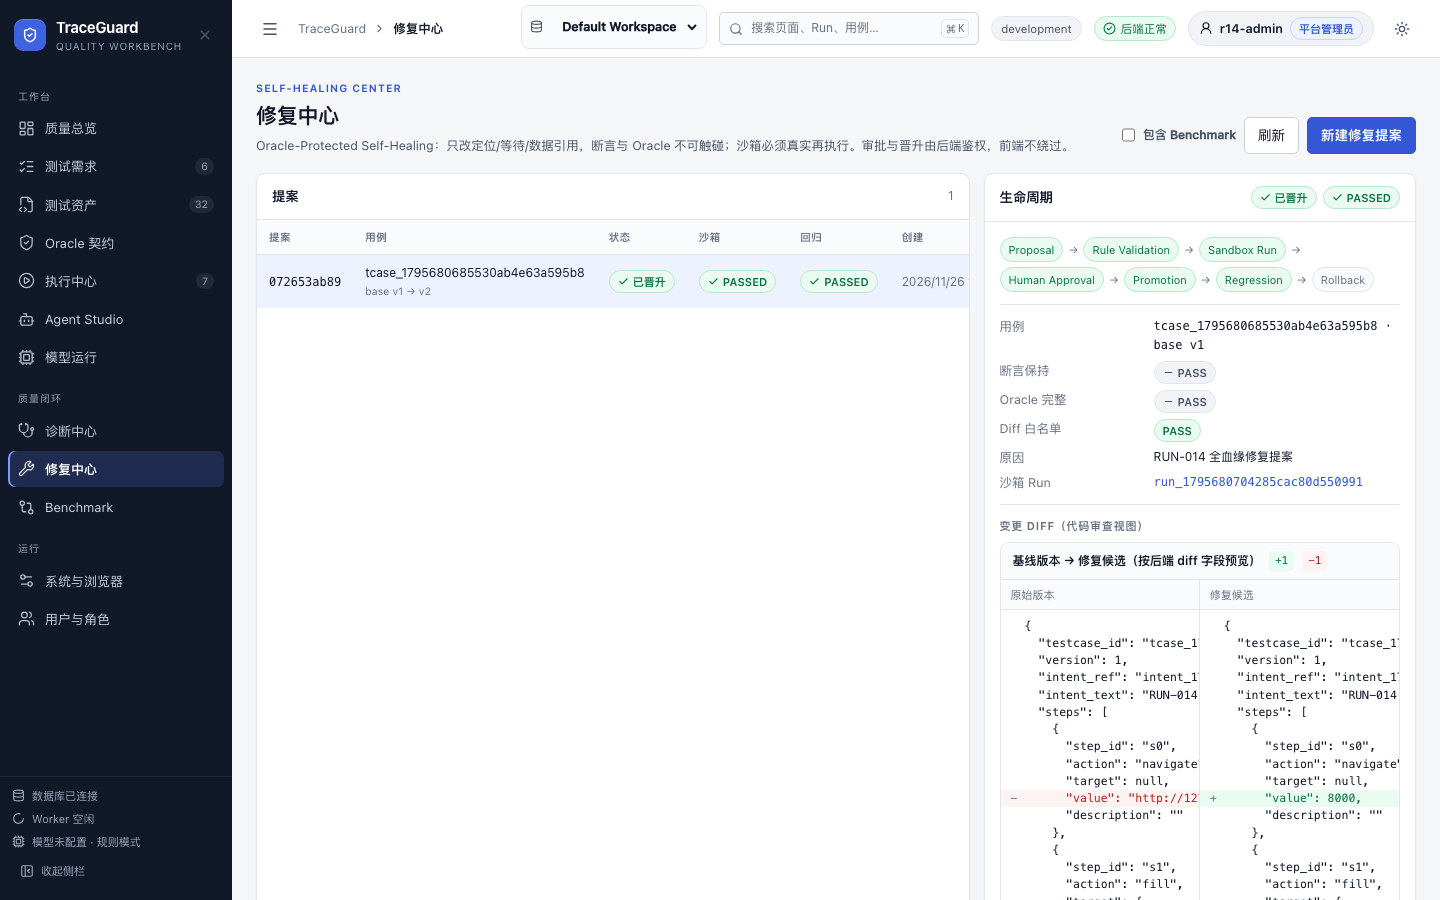 TraceGuard
QUALITY WORKBENCH
工作台
质量总览
测试需求 6
测试资产 32
Oracle 契约
执行中心 7
Agent Studio
模型运行
质量闭环
诊断中心
修复中心
Benchmark
运行
系统与浏览器
用户与角色
数据库已连接
Worker 空闲
模型未配置 · 规则模式
收起侧栏
TraceGuard > 修复中心
Default Workspace
搜索页面、Run、用例... ⌘K
development
后端正常
r14-admin 平台管理员
SELF-HEALING CENTER
修复中心
Oracle-Protected Self-Healing：只改定位/等待/数据引用，断言与 Oracle 不可触碰；沙箱必须真实再执行。审批与晋升由后端鉴权，前端不绕过。
包含 Benchmark
刷新
新建修复提案
提案 1
提案 用例 状态 沙箱 回归 创建
072653ab89 tcase_1795680685530ab4e63a595b8 已晋升 PASSED PASSED 2026/11/26
base v1 → v2
生命周期 已晋升 PASSED
Proposal → Rule Validation → Sandbox Run →
Human Approval → Promotion → Regression → Rollback
用例 tcase_1795680685530ab4e63a595b8 ·
base v1
断言保持 — PASS
Oracle 完整 — PASS
Diff 白名单 PASS
原因 RUN-014 全血缘修复提案
沙箱 Run run_1795680704285cac80d550991
变更 DIFF（代码审查视图）
基线版本 → 修复候选（按后端 diff 字段预览） +1 −1
原始版本 修复候选
{ {
"testcase_id": "tcase_17 "testcase_id": "tcase_17
"version": 1, "version": 1,
"intent_ref": "intent_17 "intent_ref": "intent_17
"intent_text": "RUN-014 "intent_text": "RUN-014
"steps": [ "steps": [
{ {
"step_id": "s0", "step_id": "s0",
"action": "navigate" "action": "navigate"
"target": null, "target": null,
− "value": "http://12 + "value": 8000,
"description": "" "description": ""
}, },
{ {
"step_id": "s1", "step_id": "s1",
"action": "fill", "action": "fill",